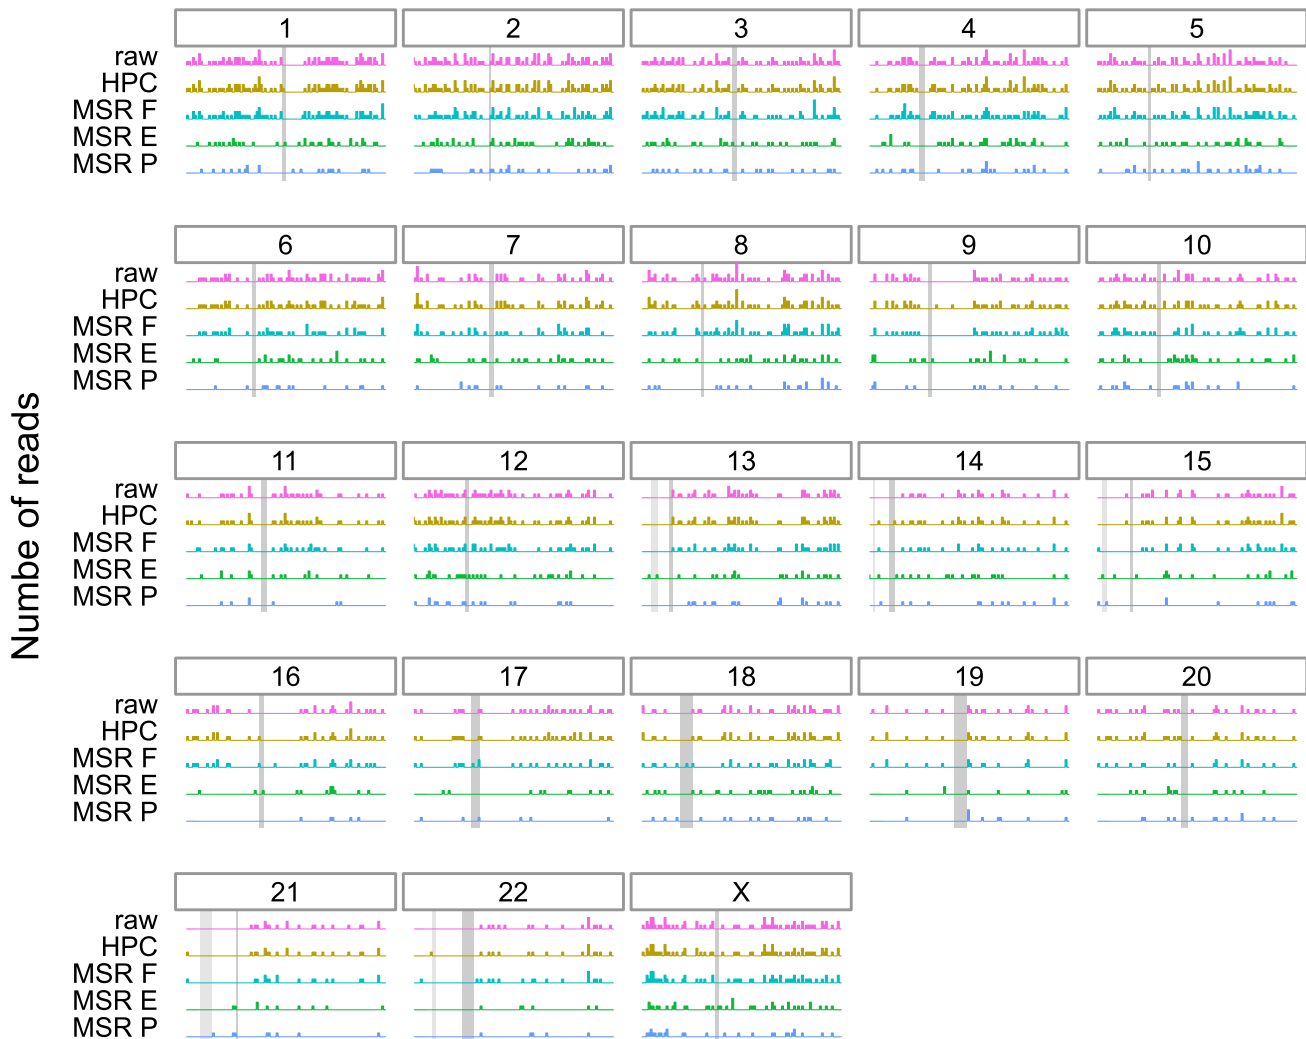 1 2 3 4 5
raw
HPC
MSR F
MSR E
MSR P
6 7 8 9 10
raw
HPC
MSR F
MSR E
MSR P
Number of reads
11 12 13 14 15
raw
HPC
MSR F
MSR E
MSR P
16 17 18 19 20
raw
HPC
MSR F
MSR E
MSR P
21 22 X
raw
HPC
MSR F
MSR E
MSR P